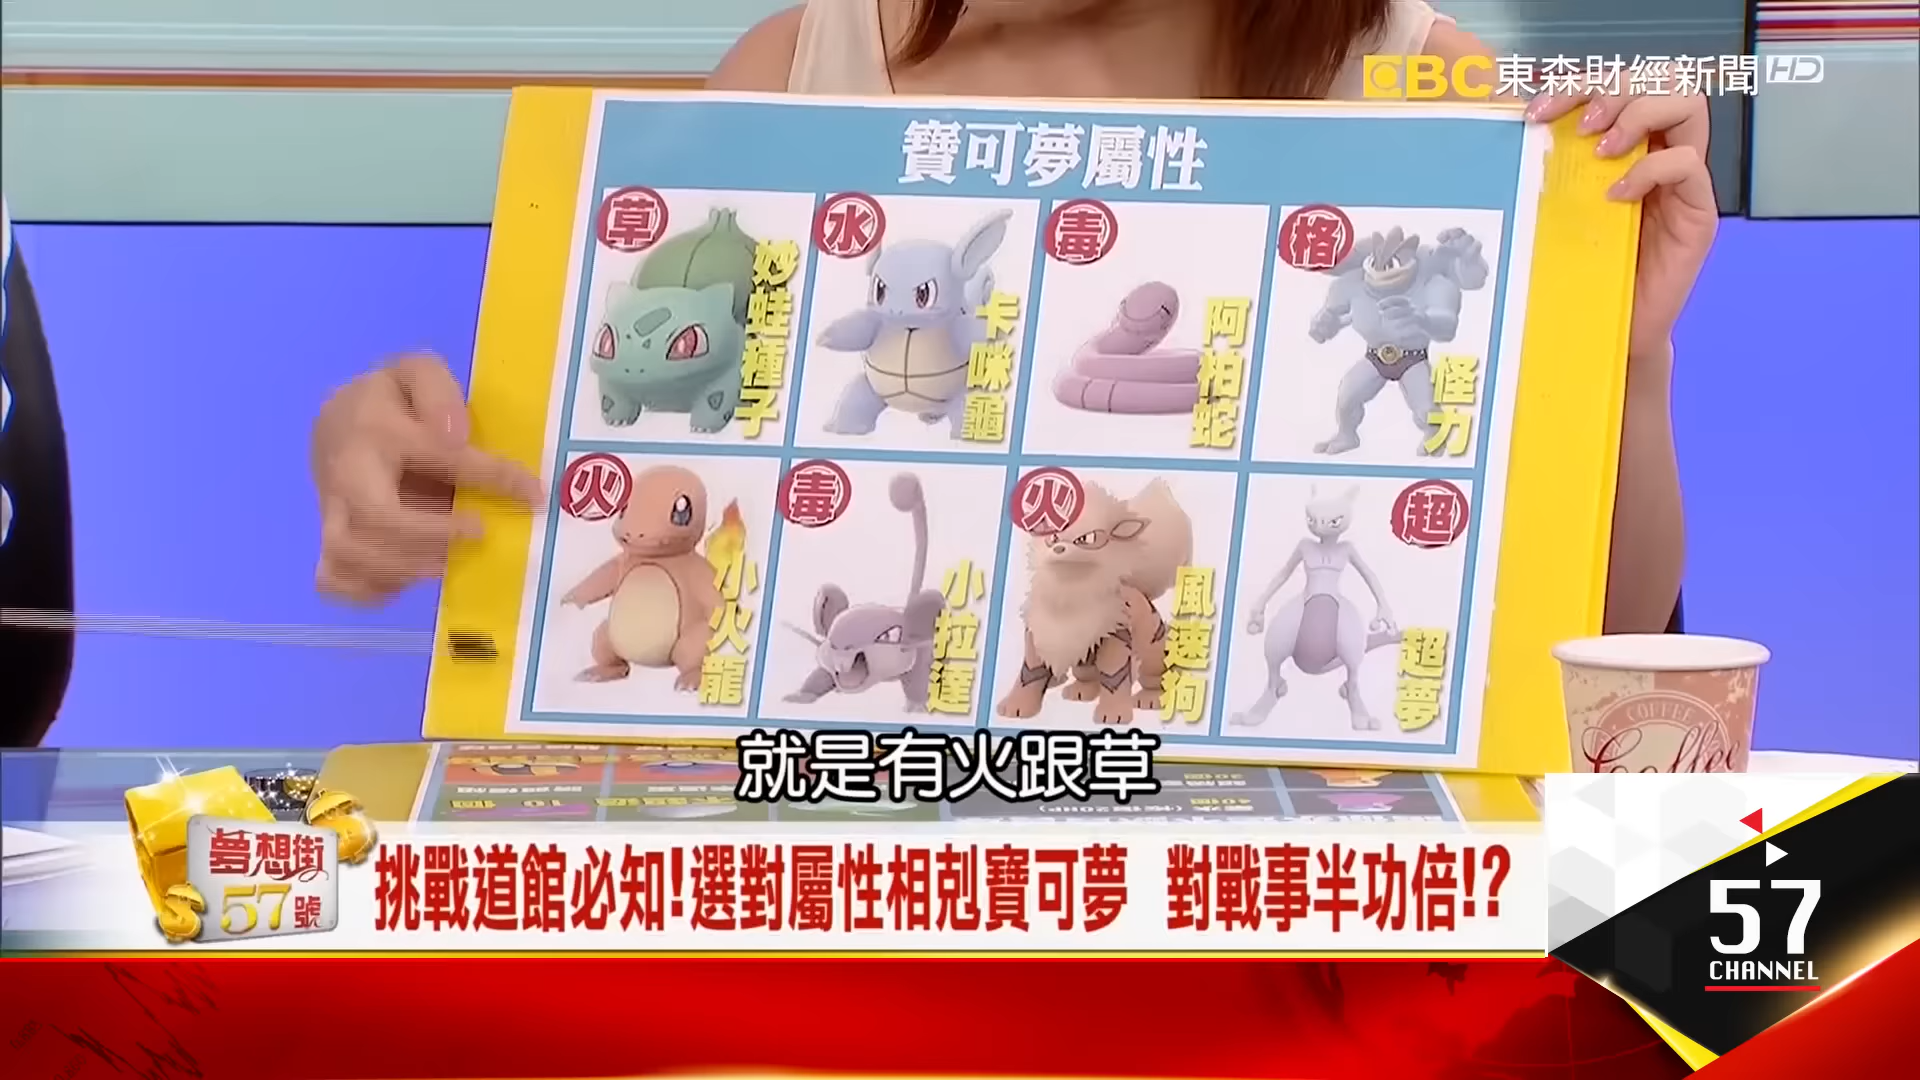 EBC東森財經新聞HD
寶可夢屬性
草
妙蛙種子
水
卡咪龜
毒
阿柏蛇
格
怪力
火
小火龍
毒
小拉達
火
風速狗
超
超夢
COFFEE
Coffee
就是有火跟草
夢想街
57號
挑戰道館必知!選對屬性相剋寶可夢 對戰事半功倍!?
57
CHANNEL